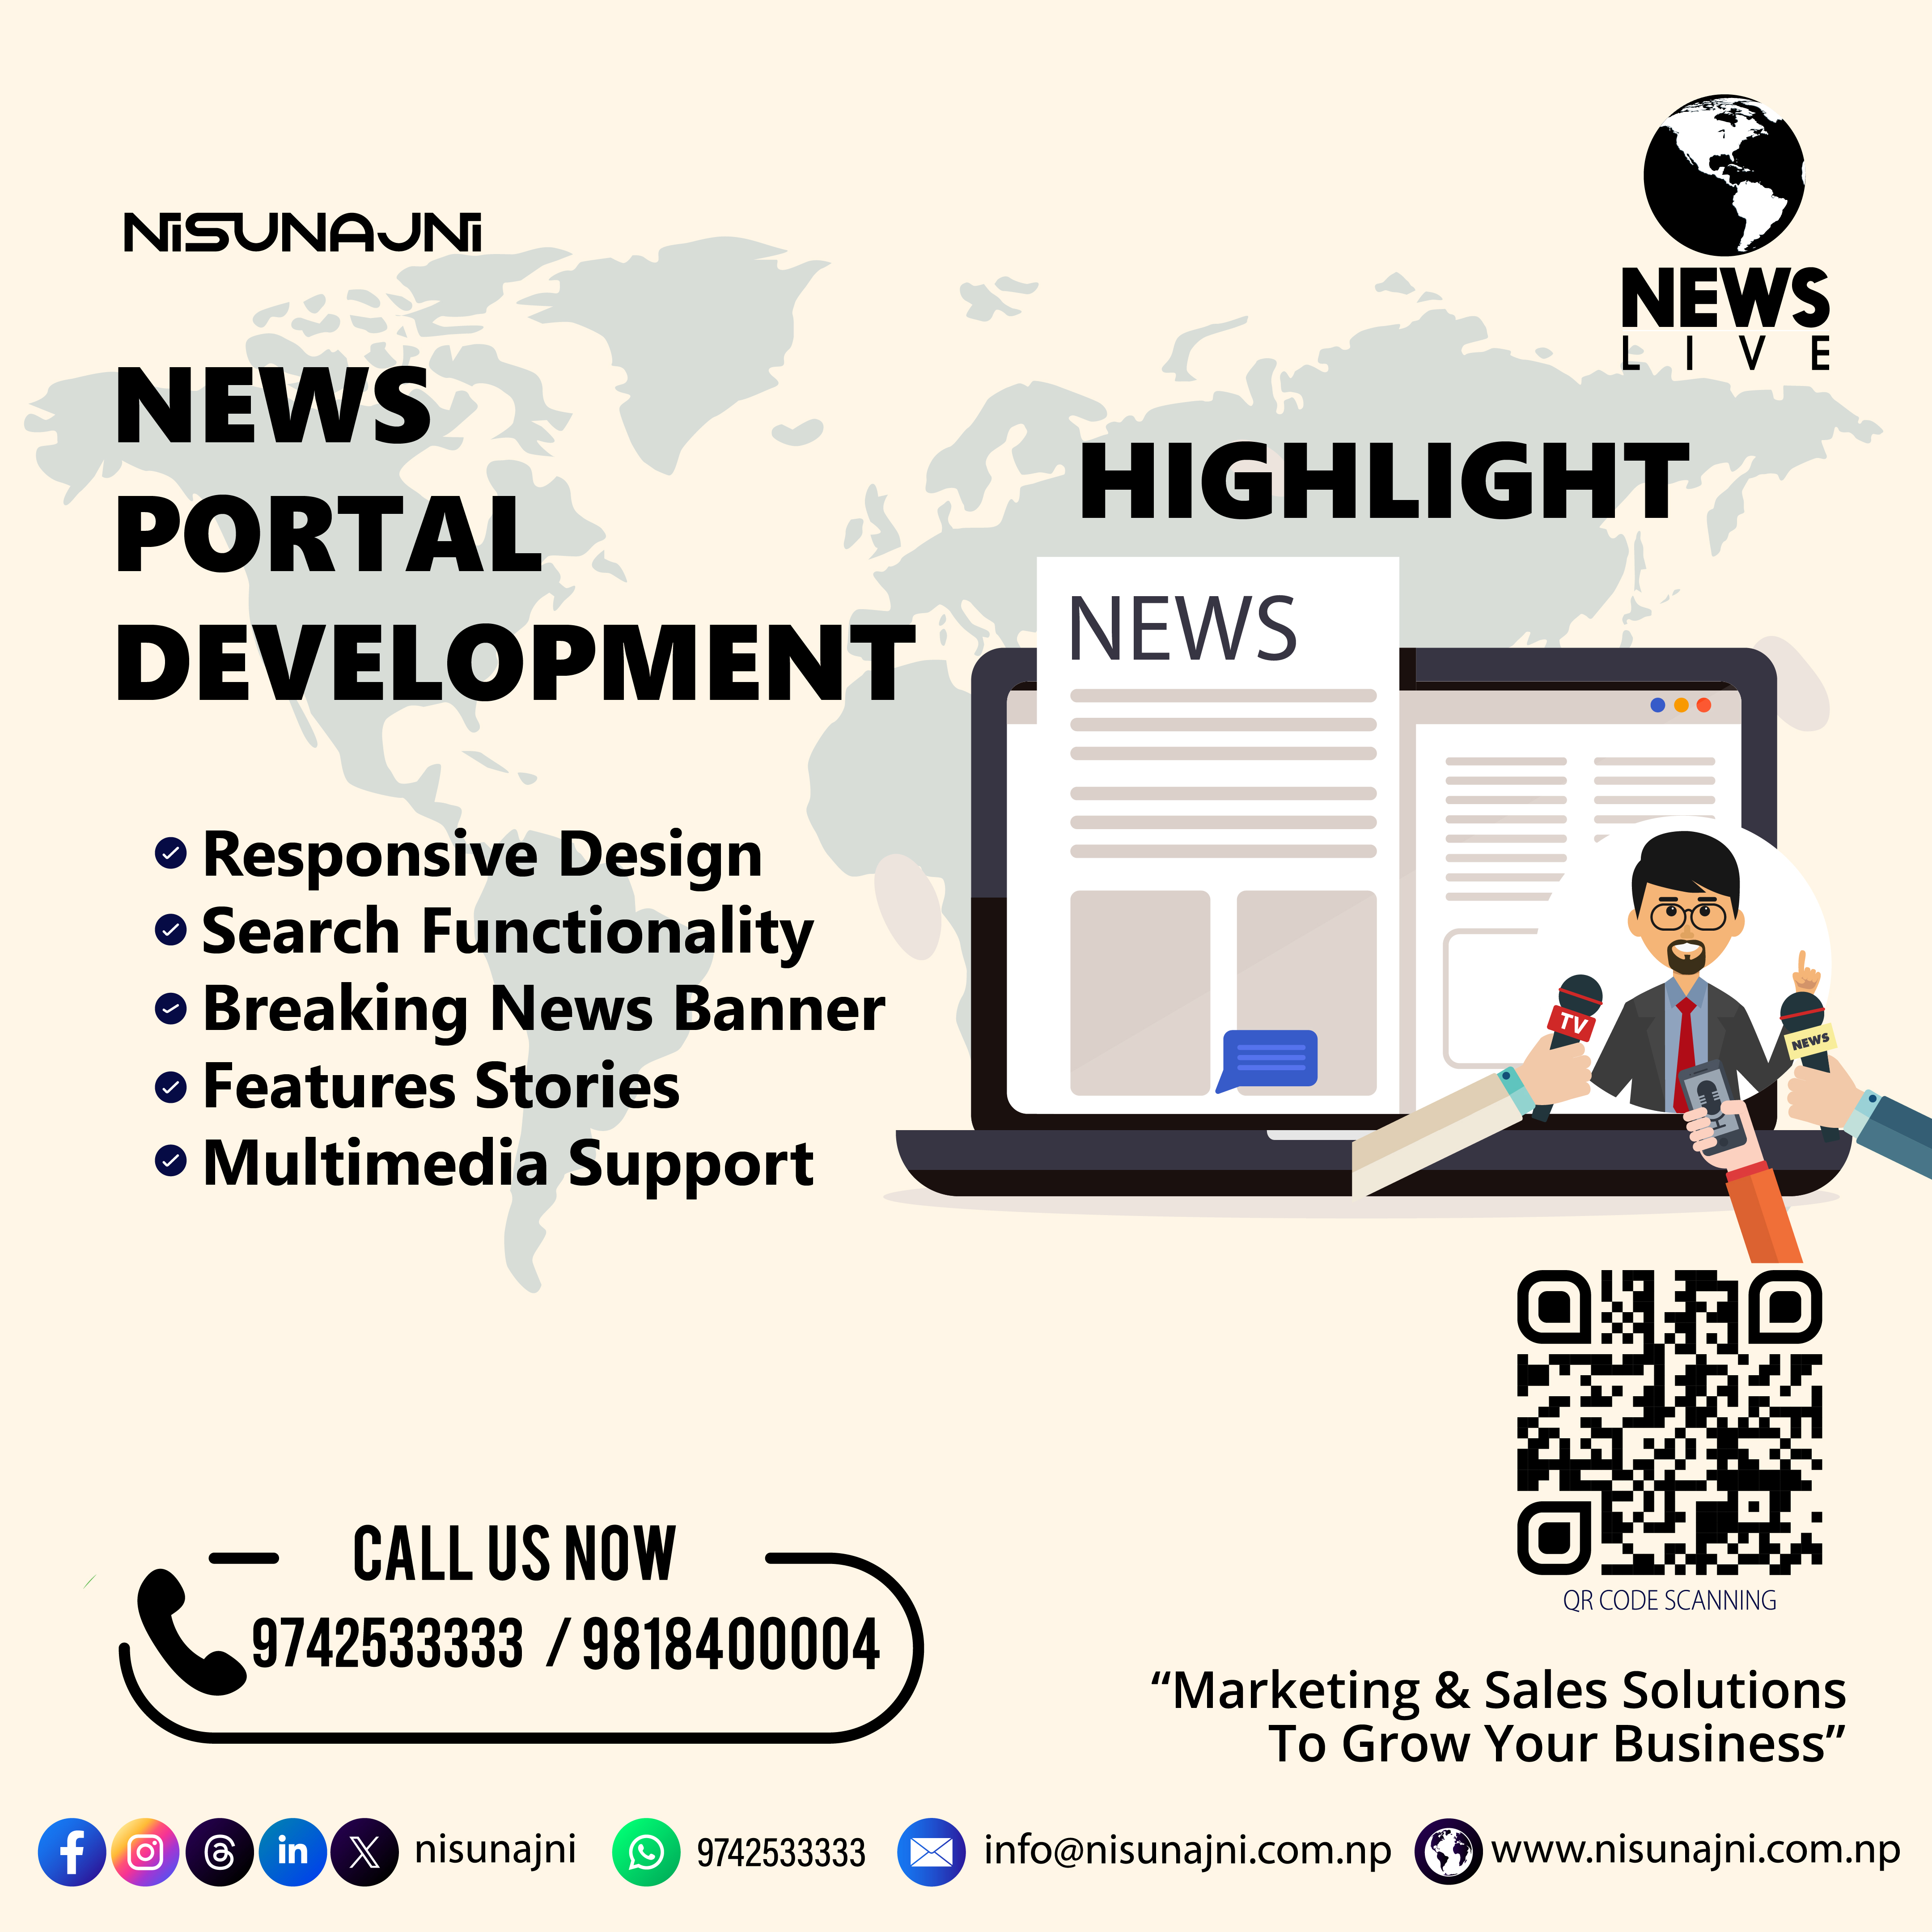 NiSUNAJNi
NEWS
LIVE
NEWS
PORTAL
DEVELOPMENT
HIGHLIGHT
NEWS
Responsive Design
Search Functionality
Breaking News Banner
Features Stories
Multimedia Support
TV
NEWS
QR CODE SCANNING
CALL US NOW
9742533333 / 9818400004
“Marketing & Sales Solutions
To Grow Your Business”
nisunajni 9742533333 info@nisunajni.com.np www.nisunajni.com.np